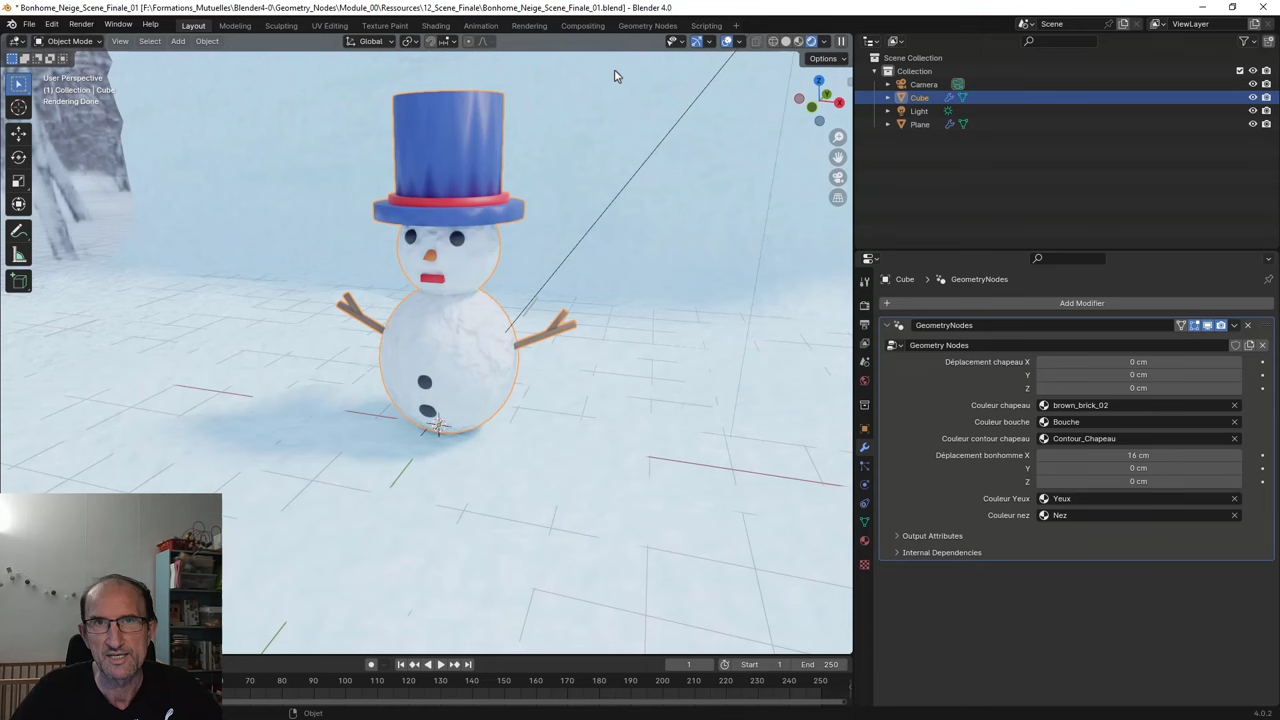 * Bonhome_Neige_Scene_Finale_01 [F:\Formations_Mutuelles\Blender4-0\Geometry_Nodes\Module_00\Ressources\12_Scene_Finale\Bonhome_Neige_Scene_Finale_01.blend] - Blender 4.0
File Edit Render Window Help Layout Modeling Sculpting UV Editing Texture Paint Shading Animation Rendering Compositing Geometry Nodes Scripting + Scene ViewLayer
Object Mode View Select Add Object Global
Options
User Perspective
(1) Collection | Cube
Rendering Done
Z
Y
X
Scene Collection
Collection
Camera
Cube
Light
Plane
Cube > GeometryNodes
+ Add Modifier
GeometryNodes
Geometry Nodes
Déplacement chapeau X 0 cm
Y 0 cm
Z 0 cm
Couleur chapeau brown_brick_02
Couleur bouche Bouche
Couleur contour chapeau Contour_Chapeau
Déplacement bonhomme X 16 cm
Y 0 cm
Z 0 cm
Couleur Yeux Yeux
Couleur nez Nez
Output Attributes
Internal Dependencies
1 Start 1 End 250
80 90 100 110 120 130 140 150 160 170 180 190 200 210 220 230 240 250
Objet
4.0.2